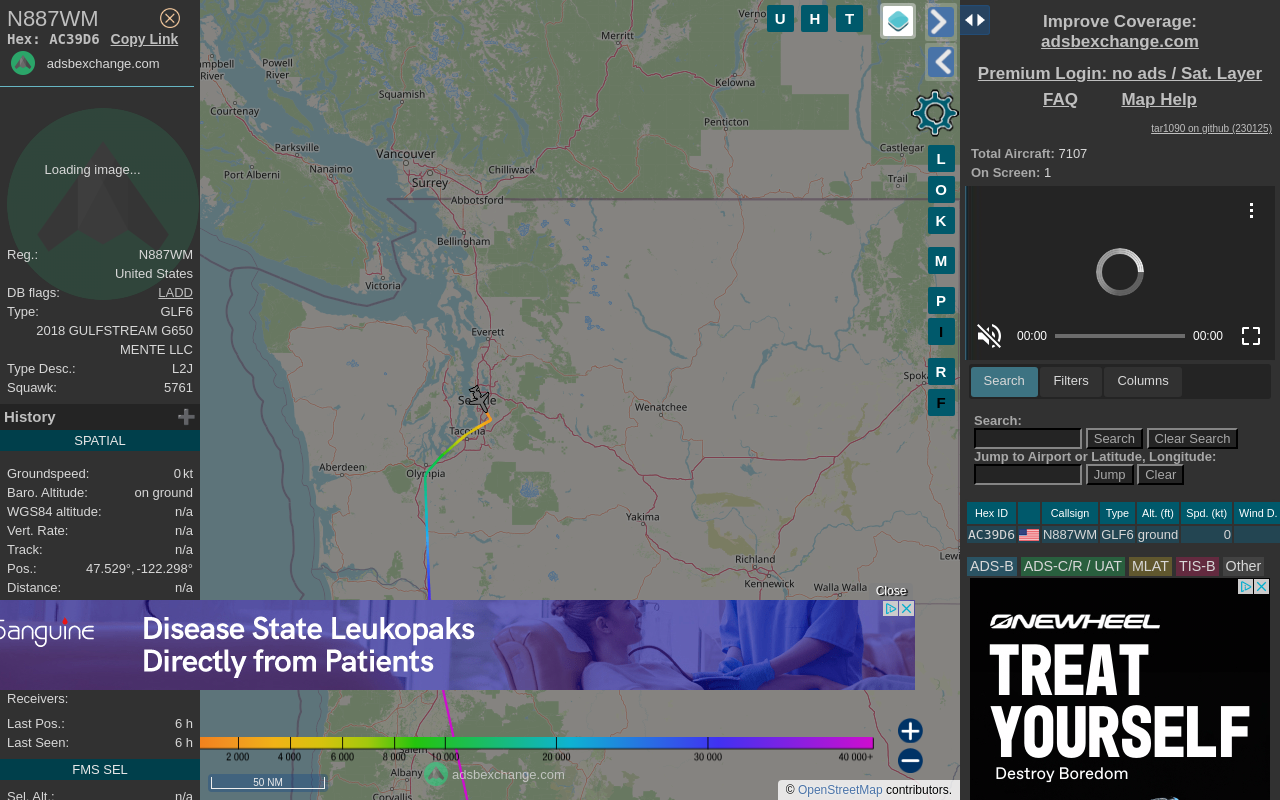 N887WM
Hex: AC39D6 Copy Link
adsbexchange.com
Loading image...
Reg.: N887WM
United States
DB flags: LADD
Type: GLF6
2018 GULFSTREAM G650
MENTE LLC
Type Desc.: L2J
Squawk: 5761
History
SPATIAL
Groundspeed: 0 kt
Baro. Altitude: on ground
WGS84 altitude: n/a
Vert. Rate: n/a
Track: n/a
Pos.: 47.529°, -122.298°
Distance: n/a
Receivers:
Last Pos.: 6 h
Last Seen: 6 h
FMS SEL
Sel. Alt.: n/a
U H T
Merritt
Powell
River
River
Squamish
Courtenay
Kelowna
Penticton
Parksville
Vancouver
Castlegar
Port Alberni
Nanaimo
Surrey
Chilliwack
Trail
Abbotsford
Bellingham
Victoria
Everett
Wenatchee
Aberdeen
Olympia
Yakima
Richland
Kennewick
Walla Walla
Albany
Corvallis
L
O
K
M
P
I
R
F
Close
Sanguine
Disease State Leukopaks
Directly from Patients
2 000 4 000 6 000 8 000 10 000 20 000 30 000 40 000+
adsbexchange.com
50 NM
© OpenStreetMap contributors.
Improve Coverage:
adsbexchange.com
Premium Login: no ads / Sat. Layer
FAQ Map Help
tar1090 on github (230125)
Total Aircraft: 7107
On Screen: 1
00:00 00:00
Search Filters Columns
Search:
Search Clear Search
Jump to Airport or Latitude, Longitude:
Jump Clear
Hex ID Callsign Type Alt. (ft) Spd. (kt) Wind D.
AC39D6 N887WM GLF6 ground 0
ADS-B ADS-C/R / UAT MLAT TIS-B Other
ONEWHEEL
TREAT
YOURSELF
Destroy Boredom